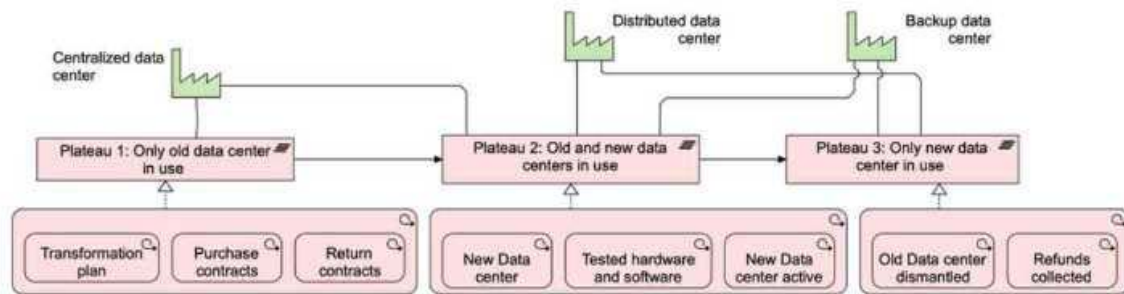 Centralized data
center
Distributed data
center
Backup data
center
Plateau 1: Only old data center
in use
Plateau 2: Old and new data
centers in use
Plateau 3: Only new data
center in use
Transformation
plan
Purchase
contracts
Return
contracts
New Data
center
Tested hardware
and software
New Data
center active
Old Data center
dismantled
Refunds
collected